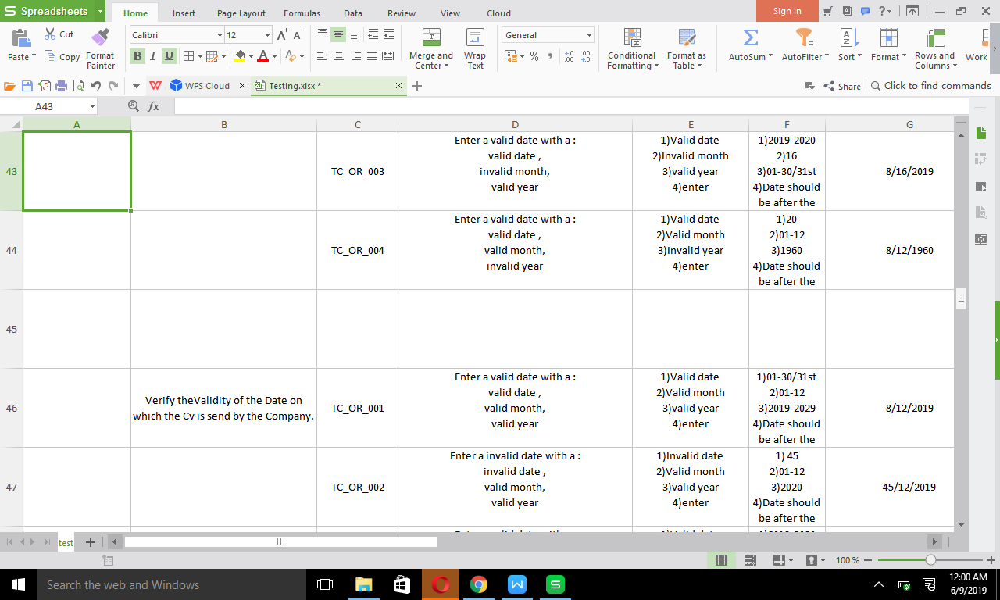 Spreadsheets
Home
Insert
Page Layout
Formulas
Data
Review
View
Cloud
Sign in
Paste
Cut
Copy
Format Painter
Calibri
12
B I U
Merge and Center
Wrap Text
General
Conditional Formatting
Format as Table
AutoSum
AutoFilter
Sort
Format
Rows and Columns
Work
WPS Cloud
Testing.xlsx *
Share
Click to find commands
A43
fx
A B C D E F G
43
TC_OR_003
Enter a valid date with a :
valid date ,
invalid month,
valid year
1)Valid date
2)Invalid month
3)valid year
4)enter
1)2019-2020
2)16
3)01-30/31st
4)Date should
be after the
8/16/2019
44
TC_OR_004
Enter a valid date with a :
valid date ,
valid month,
invalid year
1)Valid date
2)Valid month
3)Invalid year
4)enter
1)20
2)01-12
3)1960
4)Date should
be after the
8/12/1960
45
46
Verify theValidity of the Date on
which the Cv is send by the Company.
TC_OR_001
Enter a valid date with a :
valid date ,
valid month,
valid year
1)Valid date
2)Valid month
3)valid year
4)enter
1)01-30/31st
2)01-12
3)2019-2029
4)Date should
be after the
8/12/2019
47
TC_OR_002
Enter a invalid date with a :
invalid date ,
valid month,
valid year
1)Invalid date
2)Valid month
3)valid year
4)enter
1) 45
2)01-12
3)2020
4)Date should
be after the
45/12/2019
test
100 %
Search the web and Windows
12:00 AM
6/9/2019